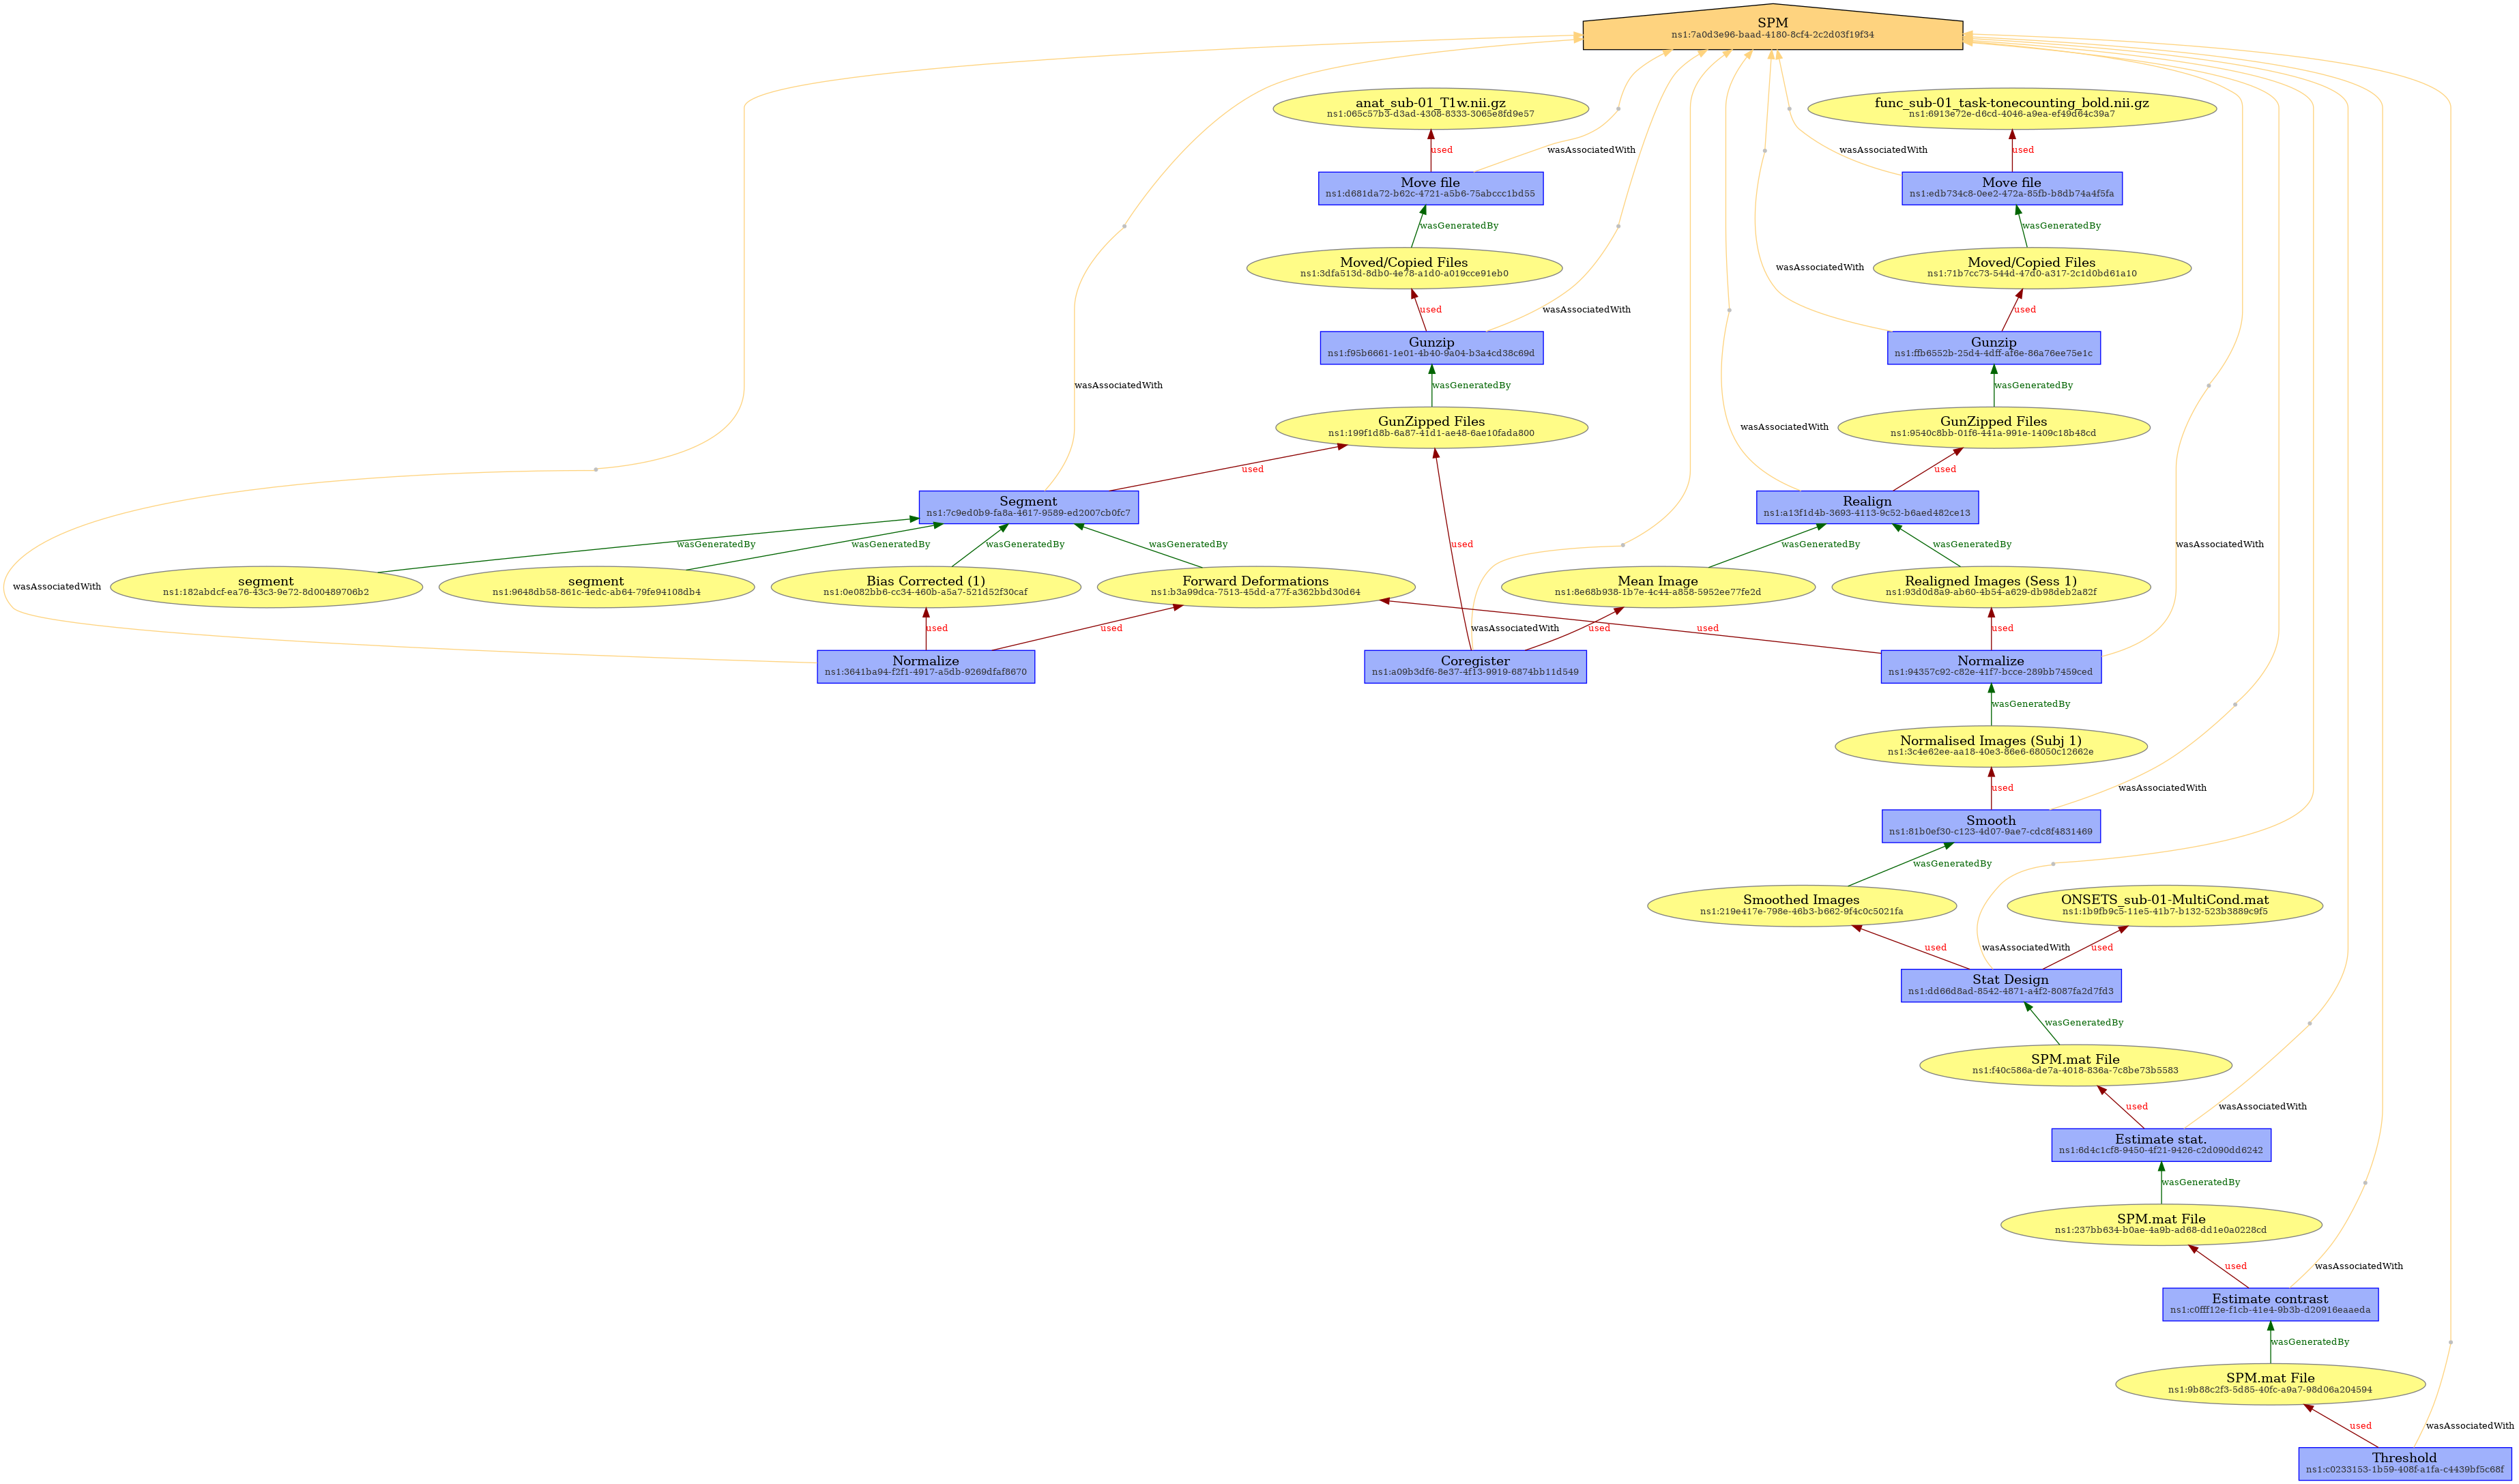 SPM
ns1:7a0d3e96-baad-4180-8cf4-2c2d03f19f34
anat_sub-01_T1w.nii.gz
ns1:065c57b3-d3ad-4308-8333-3065e8fd9e57
func_sub-01_task-tonecounting_bold.nii.gz
ns1:6913e72e-d6cd-4046-a9ea-ef49d64c39a7
used
wasAssociatedWith
wasAssociatedWith
used
Move file
ns1:d681da72-b62c-4721-a5b6-75abccc1bd55
Move file
ns1:edb734c8-0ee2-472a-85fb-b8db74a4f5fa
wasGeneratedBy
wasGeneratedBy
Moved/Copied Files
ns1:3dfa513d-8db0-4e78-a1d0-a019cce91eb0
wasAssociatedWith
Moved/Copied Files
ns1:71b7cc73-544d-47d0-a317-2c1d0bd61a10
used
wasAssociatedWith
used
Gunzip
ns1:f95b6661-1e01-4b40-9a04-b3a4cd38c69d
Gunzip
ns1:ffb6552b-25d4-4dff-af6e-86a76ee75e1c
wasAssociatedWith
wasGeneratedBy
wasGeneratedBy
GunZipped Files
ns1:199f1d8b-6a87-41d1-ae48-6ae10fada800
wasAssociatedWith
GunZipped Files
ns1:9540c8bb-01f6-441a-991e-1409c18b48cd
used
used
Segment
ns1:7c9ed0b9-fa8a-4617-9589-ed2007cb0fc7
Realign
ns1:a13f1d4b-3693-4113-9c52-b6aed482ce13
wasGeneratedBy
wasGeneratedBy
wasGeneratedBy
wasGeneratedBy
used
wasGeneratedBy
wasGeneratedBy
wasAssociatedWith
wasAssociatedWith
segment
ns1:182abdcf-ea76-43c3-9e72-8d00489706b2
segment
ns1:9648db58-861c-4edc-ab64-79fe94108db4
Bias Corrected (1)
ns1:0e082bb6-cc34-460b-a5a7-521d52f30caf
Forward Deformations
ns1:b3a99dca-7513-45dd-a77f-a362bbd30d64
Mean Image
ns1:8e68b938-1b7e-4c44-a858-5952ee77fe2d
Realigned Images (Sess 1)
ns1:93d0d8a9-ab60-4b54-a629-db98deb2a82f
used
used
wasAssociatedWith
used
used
used
Normalize
ns1:3641ba94-f2f1-4917-a5db-9269dfaf8670
Coregister
ns1:a09b3df6-8e37-4f13-9919-6874bb11d549
Normalize
ns1:94357c92-c82e-41f7-bcce-289bb7459ced
wasGeneratedBy
Normalised Images (Subj 1)
ns1:3c4e62ee-aa18-40e3-86e6-68050c12662e
used
wasAssociatedWith
Smooth
ns1:81b0ef30-c123-4d07-9ae7-cdc8f4831469
wasGeneratedBy
Smoothed Images
ns1:219e417e-798e-46b3-b662-9f4c0c5021fa
ONSETS_sub-01-MultiCond.mat
ns1:1b9fb9c5-11e5-41b7-b132-523b3889c9f5
used
wasAssociatedWith
used
Stat Design
ns1:dd66d8ad-8542-4871-a4f2-8087fa2d7fd3
wasGeneratedBy
SPM.mat File
ns1:f40c586a-de7a-4018-836a-7c8be73b5583
used
wasAssociatedWith
Estimate stat.
ns1:6d4c1cf8-9450-4f21-9426-c2d090dd6242
wasGeneratedBy
SPM.mat File
ns1:237bb634-b0ae-4a9b-ad68-dd1e0a0228cd
used
wasAssociatedWith
Estimate contrast
ns1:c0fff12e-f1cb-41e4-9b3b-d20916eaaeda
wasGeneratedBy
SPM.mat File
ns1:9b88c2f3-5d85-40fc-a9a7-98d06a204594
used
wasAssociatedWith
Threshold
ns1:c0233153-1b59-408f-a1fa-c4439bf5c68f